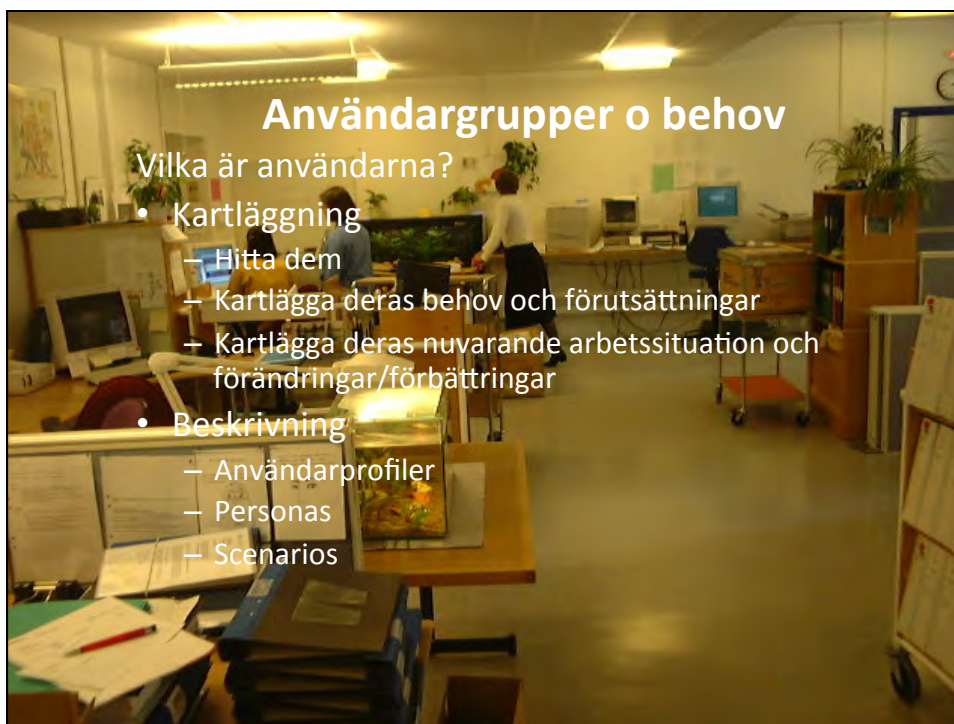 Användargrupper o behov
Vilka är användarna?
• Kartläggning
– Hitta dem
– Kartlägga deras behov och förutsättningar
– Kartlägga deras nuvarande arbetssituation och
förändringar/förbättringar
• Beskrivning
– Användarprofiler
– Personas
– Scenarios